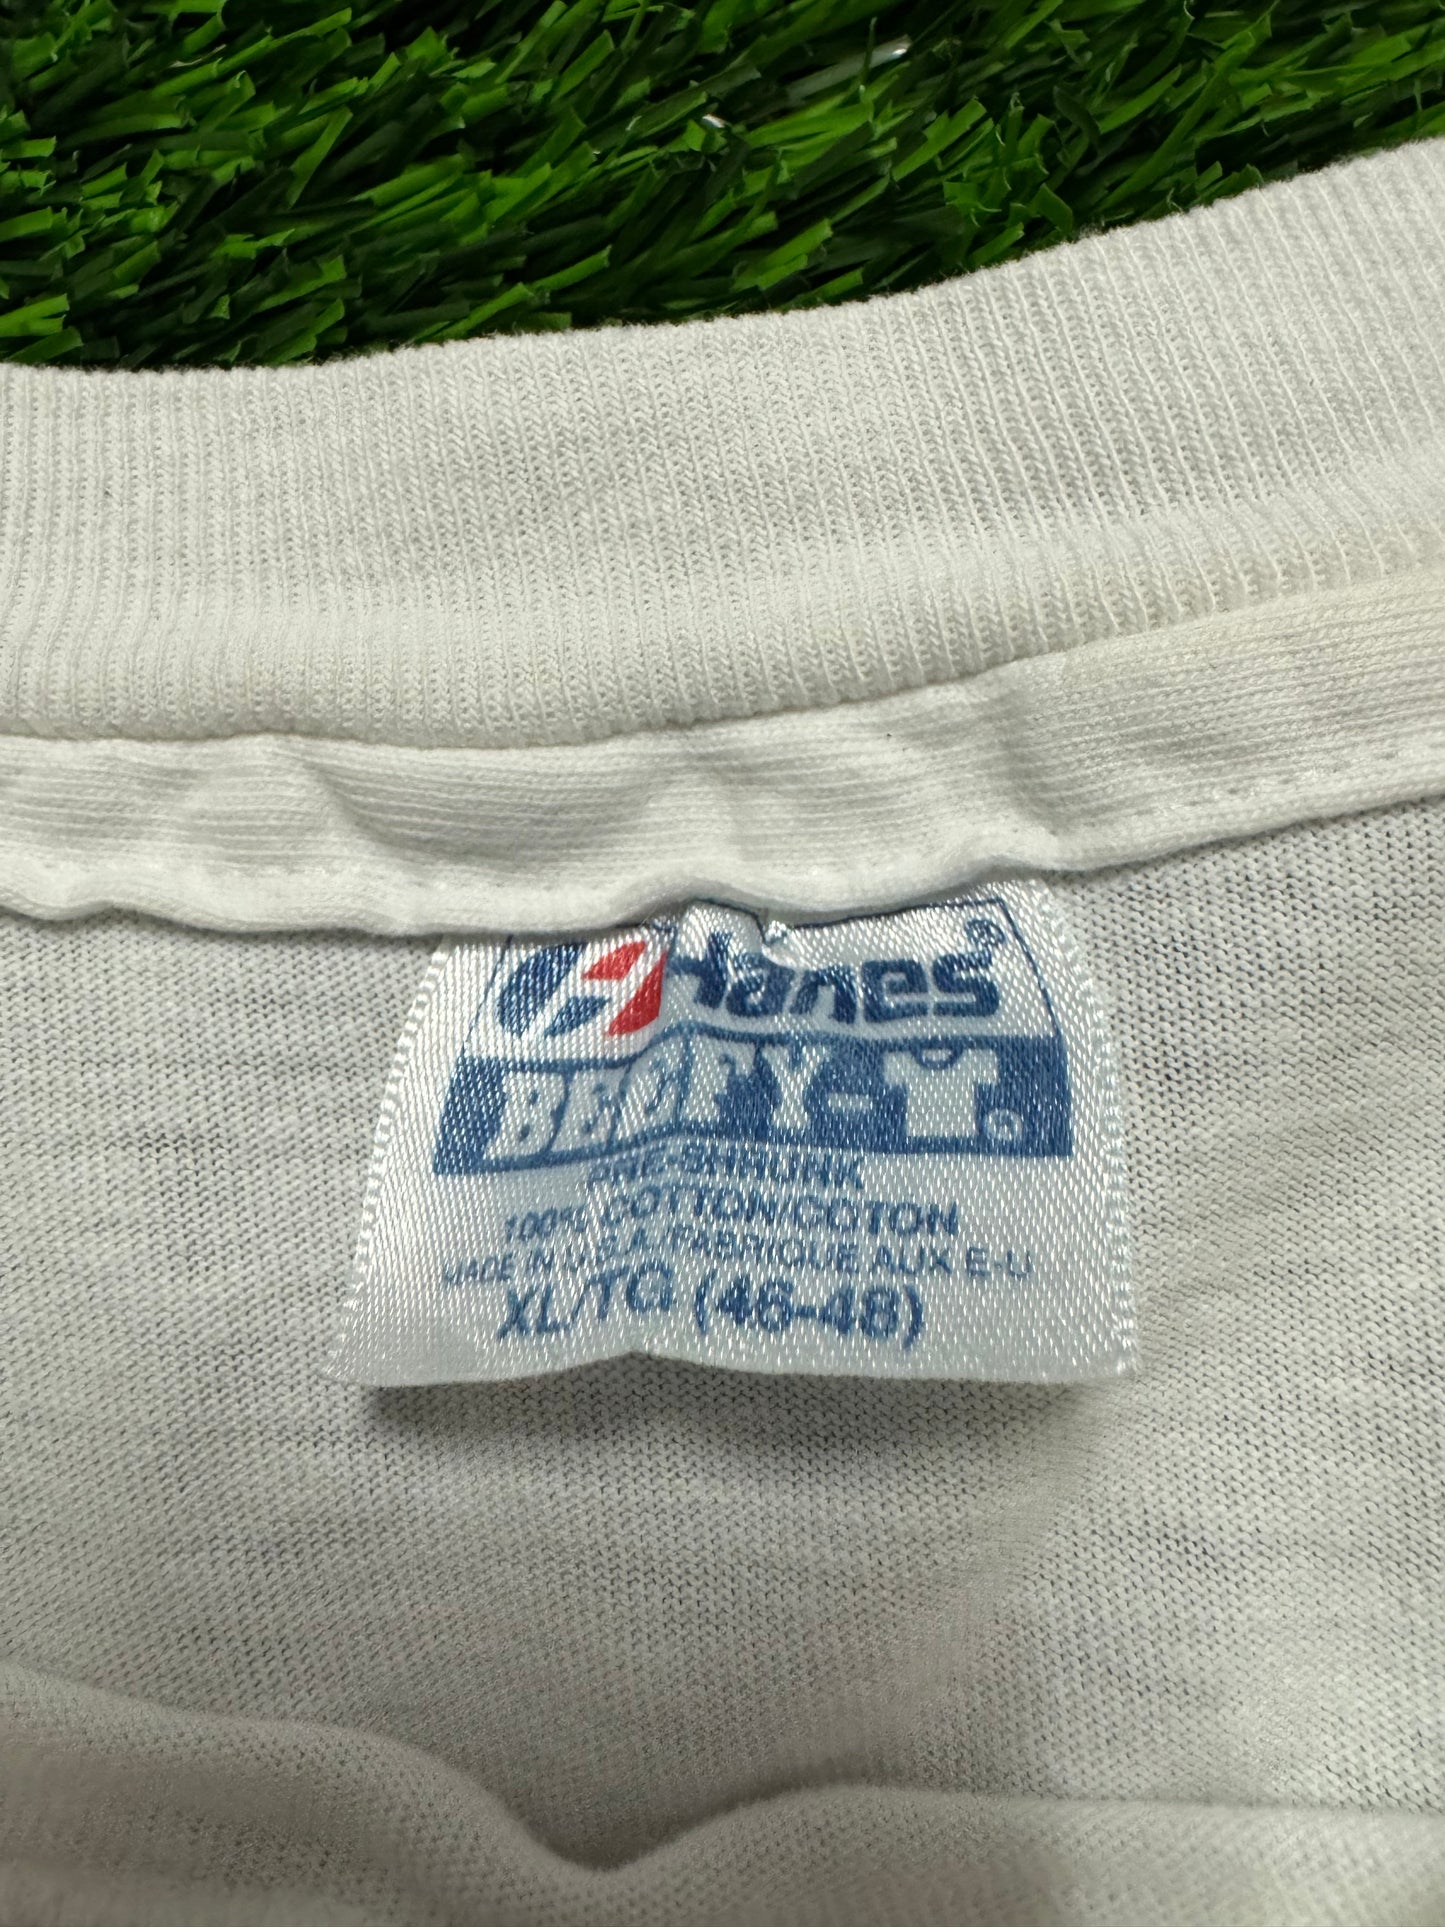 Hanes®
BEEFY-T®
PRE-SHRUNK
100% COTTON/COTON
MADE IN U.S.A./FABRIQUE AUX E-U
XL/TG (46-48)